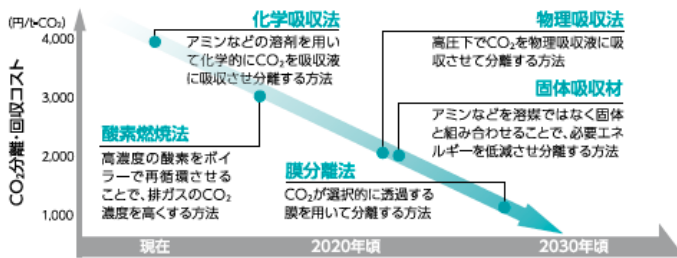 (円/t-CO₂)
CO₂分離・回収コスト
4,000
3,000
2,000
1,000
化学吸収法
アミンなどの溶剤を用い
て化学的にCO₂を吸収液
に吸収させ分離する方法
物理吸収法
高圧下でCO₂を物理吸収液に吸
収させて分離する方法
固体吸収材
アミンなどを溶媒ではなく固体
と組み合わせることで、必要エネ
ルギーを低減させ分離する方法
酸素燃焼法
高濃度の酸素をボイ
ラーで再循環させる
ことで、排ガスのCO₂
濃度を高くする方法
膜分離法
CO₂が選択的に透過する
膜を用いて分離する方法
現在
2020年頃
2030年頃